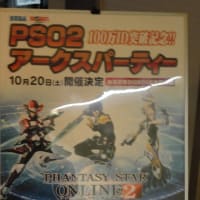 SEGA
PSO2 100万ID突破記念!!
アークスパーティー
10月20日(土)開催決定
PHANTASY STAR
ONLINE 2